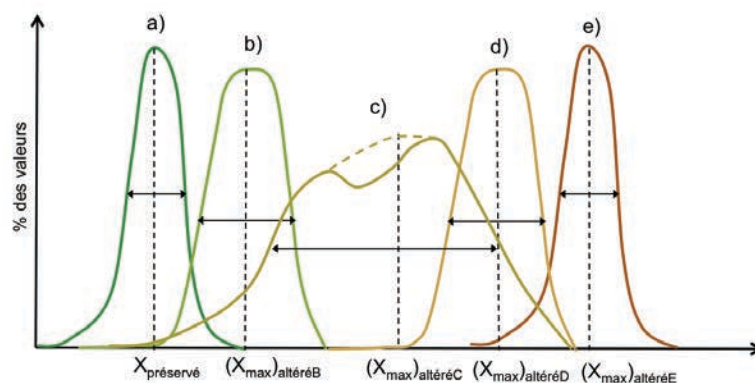 a)
b)
c)
d)
e)
% des valeurs
Xpréservé
(Xmax)altéréB
(Xmax)altéréC
(Xmax)altéréD
(Xmax)altéréE